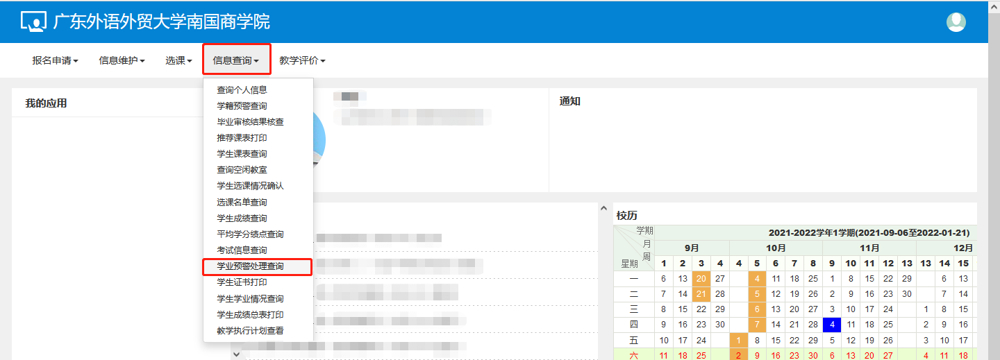 广东外语外贸大学南国商学院
报名申请 信息维护 选课 信息查询 教学评价
查询个人信息
学籍预警查询
毕业审核结果核查
推荐课表打印
学生课表查询
查询空闲教室
学生选课情况确认
选课名单查询
学生成绩查询
平均学分绩点查询
考试信息查询
学业预警处理查询
学生证书打印
学生学业情况查询
学生成绩总表打印
教学执行计划查看
我的应用
通知
校历
学期 2021-2022学年1学期(2021-09-06至2022-01-21)
月 9月 10月 11月 12月
周
星期 1 2 3 4 4 5 6 7 8 9 10 11 12 13 13 14 15
一 6 13 20 27 4 11 18 25 1 8 15 22 29 6 13
二 7 14 21 28 5 12 19 26 2 9 16 23 30 7 14
三 8 15 22 29 6 13 20 27 3 10 17 24 1 8 15
四 9 16 23 30 7 14 21 28 4 11 18 25 2 9 16
五 10 17 24 1 8 15 22 29 5 12 19 26 3 10 17
六 11 18 25 2 9 16 23 30 6 13 20 27 4 11 18